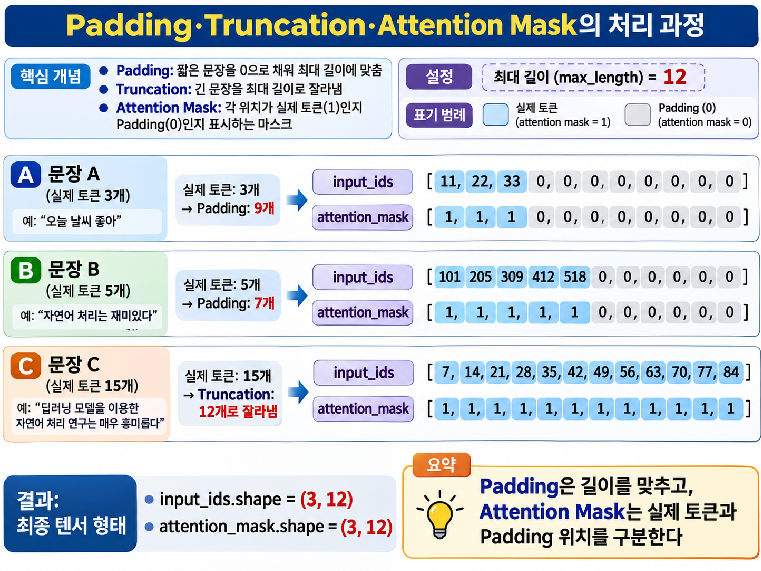 Padding·Truncation·Attention Mask의 처리 과정
핵심 개념
● Padding: 짧은 문장을 0으로 채워 최대 길이에 맞춤
● Truncation: 긴 문장을 최대 길이로 잘라냄
● Attention Mask: 각 위치가 실제 토큰(1)인지
Padding(0)인지 표시하는 마스크
설정
최대 길이 (max_length) = 12
표기 범례
실제 토큰
(attention mask = 1)
Padding (0)
(attention mask = 0)
A 문장 A
(실제 토큰 3개)
예: "오늘 날씨 좋아"
실제 토큰: 3개
→ Padding: 9개
input_ids
[ 11, 22, 33 0, 0, 0, 0, 0, 0, 0, 0, 0 ]
attention_mask
[ 1, 1, 1 0, 0, 0, 0, 0, 0, 0, 0, 0 ]
B 문장 B
(실제 토큰 5개)
예: "자연어 처리는 재미있다"
실제 토큰: 5개
→ Padding: 7개
input_ids
[ 101 205 309 412 518 0, 0, 0, 0, 0, 0, 0 ]
attention_mask
[ 1, 1, 1, 1, 1 0, 0, 0, 0, 0, 0, 0 ]
C 문장 C
(실제 토큰 15개)
예: "딥러닝 모델을 이용한
자연어 처리 연구는 매우 흥미롭다"
실제 토큰: 15개
→ Truncation:
12개로 잘라냄
input_ids
[ 7, 14, 21, 28, 35, 42, 49, 56, 63, 70, 77, 84 ]
attention_mask
[ 1, 1, 1, 1, 1, 1, 1, 1, 1, 1, 1, 1 ]
결과:
최종 텐서 형태
● input_ids.shape = (3, 12)
● attention_mask.shape = (3, 12)
요약
Padding은 길이를 맞추고,
Attention Mask는 실제 토큰과
Padding 위치를 구분한다